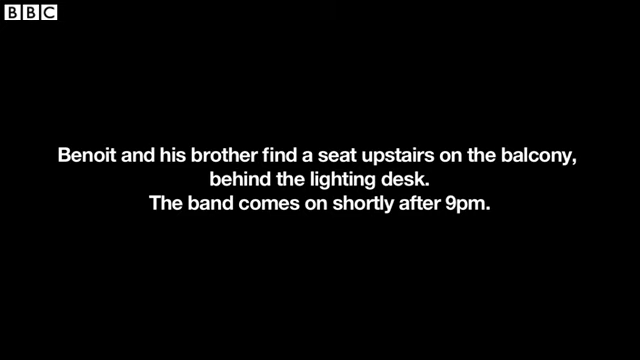 BBC
Benoit and his brother find a seat upstairs on the balcony,
behind the lighting desk.
The band comes on shortly after 9pm.